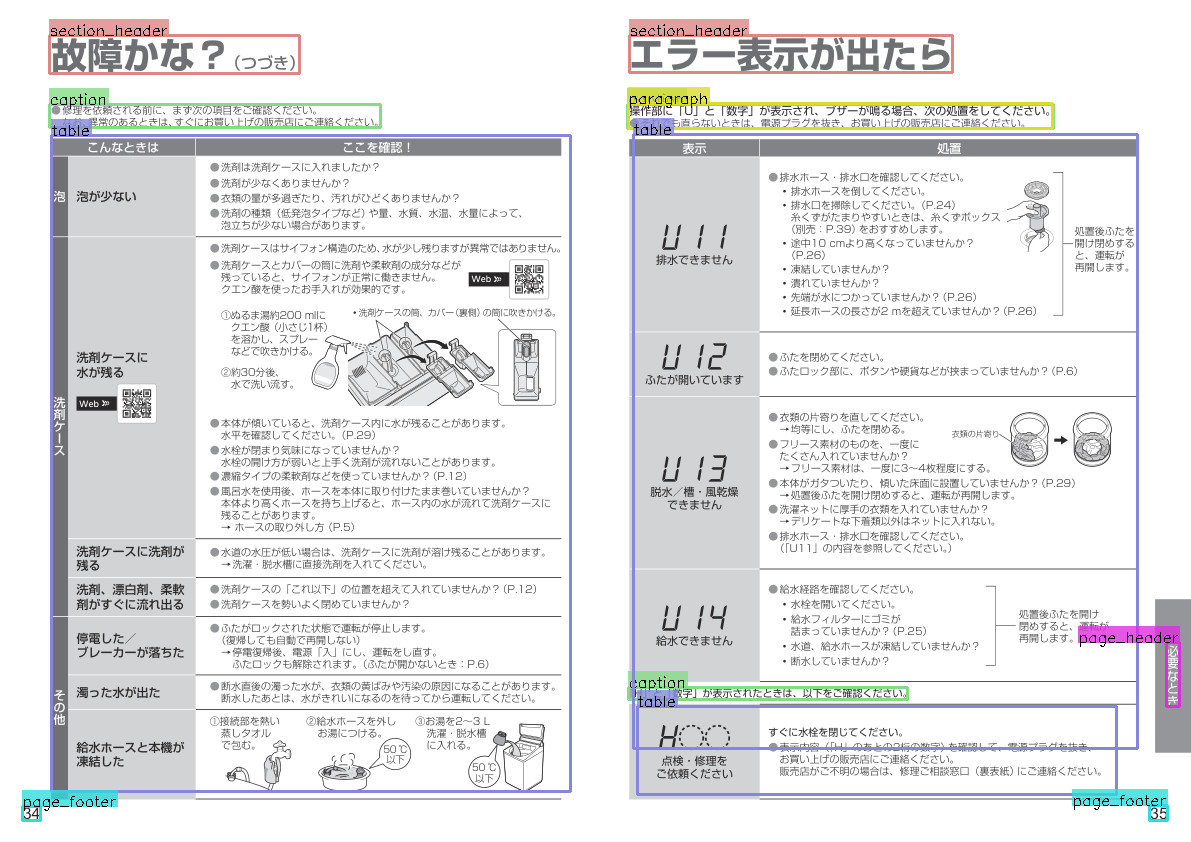 section_header
故障かな？（つづき）
caption
●修理を依頼される前に、まず次の項目をご確認ください。
異常のあるときは、すぐにお買い上げの販売店にご連絡ください。
table
こんなときは
ここを確認！
泡
泡が少ない
●洗剤は洗剤ケースに入れましたか？
●洗剤が少なくありませんか？
●衣類の量が多過ぎたり、汚れがひどくありませんか？
●洗剤の種類（低発泡タイプなど）や量、水質、水温、水量によって、
泡立ちが少ない場合があります。
洗剤ケース
洗剤ケースに
水が残る
Web
●洗剤ケースはサイフォン構造のため、水が少し残りますが異常ではありません。
●洗剤ケースとカバーの筒に洗剤や柔軟剤の成分などが
残っていると、サイフォンが正常に働きません。
クエン酸を使ったお手入れが効果的です。
Web
①ぬるま湯約200 mlに
クエン酸（小さじ1杯）
を溶かし、スプレー
などで吹きかける。
②約30分後、
水で洗い流す。
•洗剤ケースの筒、カバー（裏側）の筒に吹きかける。
●本体が傾いていると、洗剤ケース内に水が残ることがあります。
水平を確認してください。（P.29）
●水栓が閉まり気味になっていませんか？
水栓の開け方が弱いと上手く洗剤が流れないことがあります。
●濃縮タイプの柔軟剤などを使っていませんか？（P.12）
●風呂水を使用後、ホースを本体に取り付けたまま巻いていませんか？
本体より高くホースを持ち上げると、ホース内の水が流れて洗剤ケースに
残ることがあります。
→ ホースの取り外し方（P.5）
洗剤ケースに洗剤が
残る
●水道の水圧が低い場合は、洗剤ケースに洗剤が溶け残ることがあります。
→洗濯・脱水槽に直接洗剤を入れてください。
洗剤、漂白剤、柔軟
剤がすぐに流れ出る
●洗剤ケースの「これ以下」の位置を超えて入れていませんか？（P.12）
●洗剤ケースを勢いよく閉めていませんか？
その他
停電した／
ブレーカーが落ちた
●ふたがロックされた状態で運転が停止します。
（復帰しても自動で再開しない）
→停電復帰後、電源「入」にし、運転をし直す。
ふたロックも解除されます。（ふたが開かないとき：P.6）
濁った水が出た
●断水直後の濁った水が、衣類の黄ばみや汚染の原因になることがあります。
断水したあとは、水がきれいになるのを待ってから運転してください。
給水ホースと本機が
凍結した
①接続部を熱い
蒸しタオル
で包む。
②給水ホースを外し
お湯につける。
50℃
以下
③お湯を2～3 L
洗濯・脱水槽
に入れる。
50℃
以下
page_footer
34
section_header
エラー表示が出たら
paragraph
操作部に「U」と「数字」が表示され、ブザーが鳴る場合、次の処置をしてください。
も直らないときは、電源プラグを抜き、お買い上げの販売店にご連絡ください。
table
表示
処置
U11
排水できません
●排水ホース・排水口を確認してください。
•排水ホースを倒してください。
•排水口を掃除してください。（P.24）
糸くずがたまりやすいときは、糸くずボックス
（別売：P.39）をおすすめします。
•途中10 cmより高くなっていませんか？
（P.26）
•凍結していませんか？
•潰れていませんか？
•先端が水につかっていませんか？（P.26）
•延長ホースの長さが2 mを超えていませんか？（P.26）
処置後ふたを
開け閉めする
と、運転が
再開します。
U12
ふたが開いています
●ふたを閉めてください。
●ふたロック部に、ボタンや硬貨などが挟まっていませんか？（P.6）
U13
脱水／槽・風乾燥
できません
●衣類の片寄りを直してください。
→均等にし、ふたを閉める。
●フリース素材のものを、一度に
たくさん入れていませんか？
→フリース素材は、一度に3～4枚程度にする。
衣類の片寄り
●本体がガタついたり、傾いた床面に設置していませんか？（P.29）
→処置後ふたを開け閉めすると、運転が再開します。
●洗濯ネットに厚手の衣類を入れていませんか？
→デリケートな下着類以外はネットに入れない。
●排水ホース・排水口を確認してください。
（「U11」の内容を参照してください。）
U14
給水できません
●給水経路を確認してください。
•水栓を開いてください。
•給水フィルターにゴミが
詰まっていませんか？（P.25）
•水道、給水ホースが凍結していませんか？
•断水していませんか？
処置後ふたを開け
閉めすると、運転が
再開します。
page_header
必要なとき
caption
数字」が表示されたときは、以下をご確認ください。
table
H
点検・修理を
ご依頼ください
すぐに水栓を閉じてください。
●表示内容（「H」のあとの2桁の数字）を確認して、電源プラグを抜き、
お買い上げの販売店にご連絡ください。
販売店がご不明の場合は、修理ご相談窓口（裏表紙）にご連絡ください。
page_footer
35